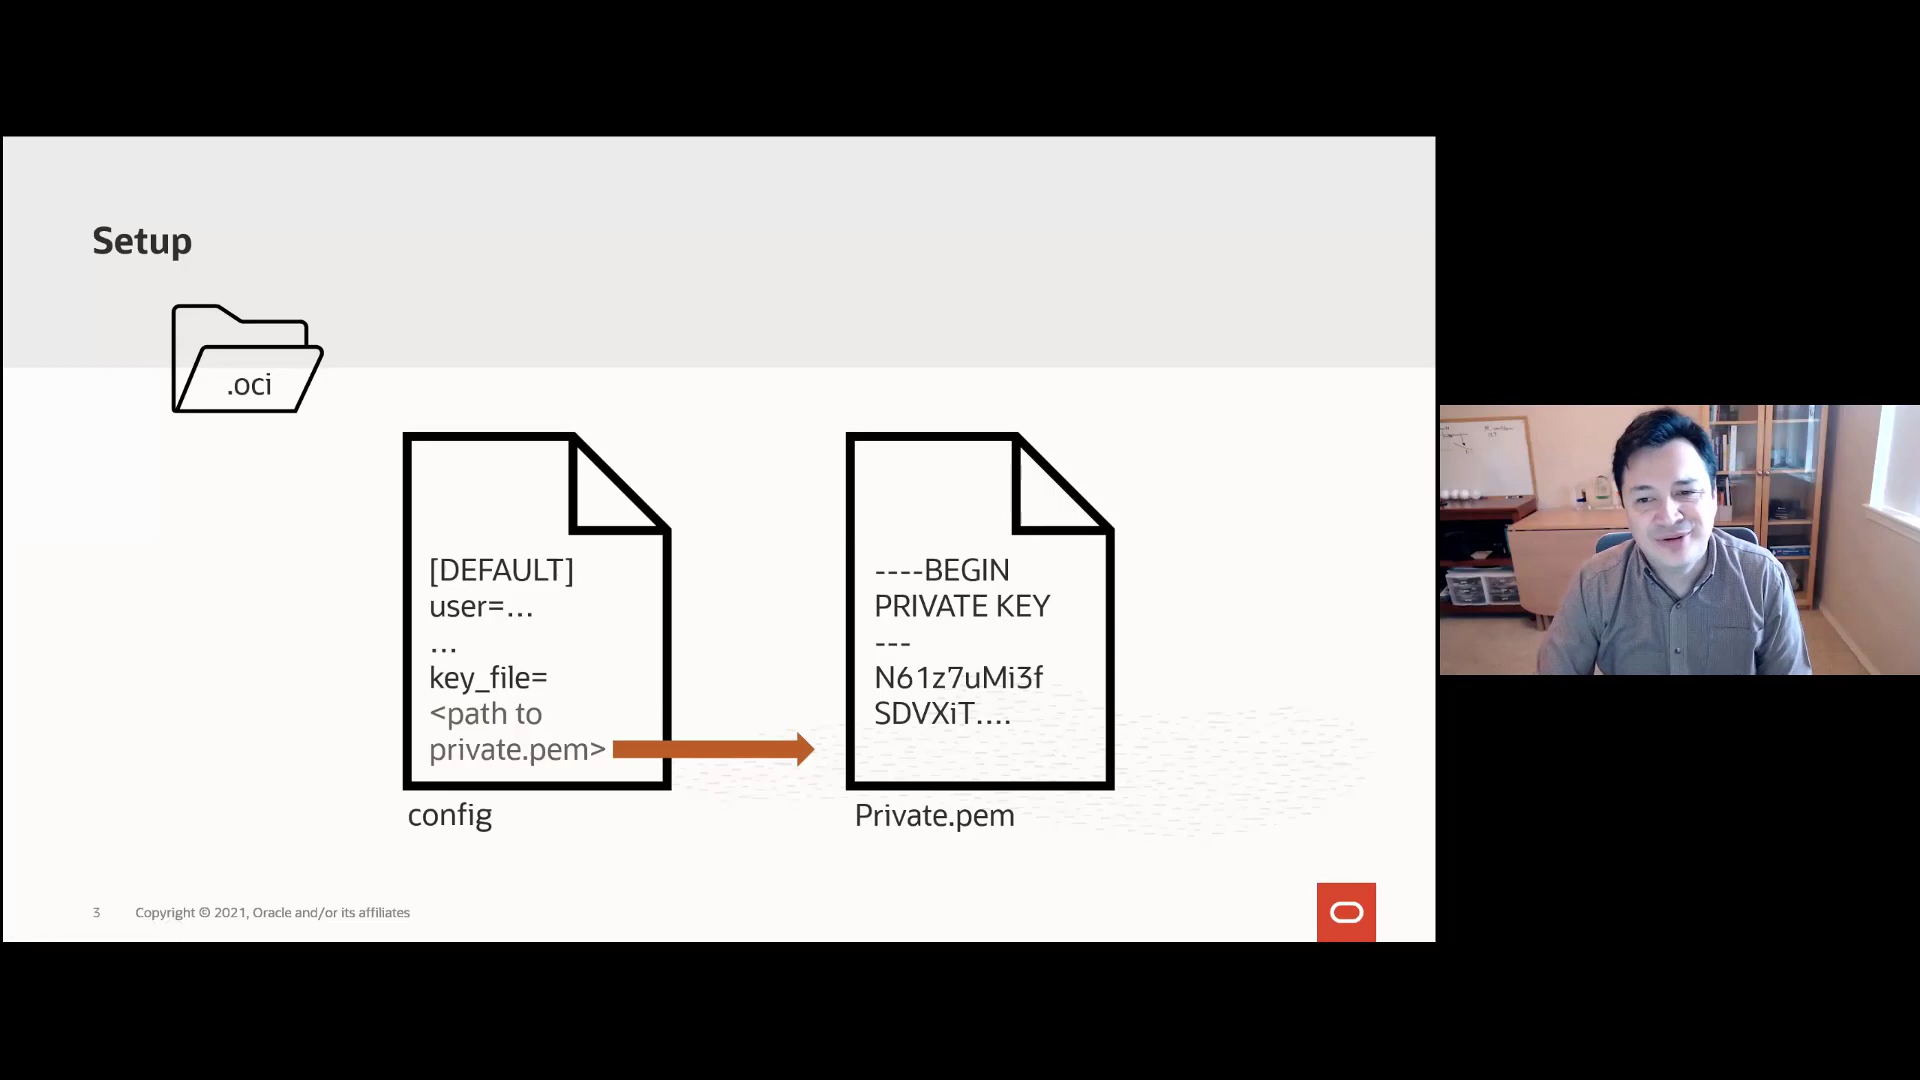 Setup
.oci
[DEFAULT]
user=...
...
key_file=
<path to
private.pem>
config
----BEGIN
PRIVATE KEY
---
N61z7uMi3f
SDVXiT....
Private.pem
3
Copyright © 2021, Oracle and/or its affiliates